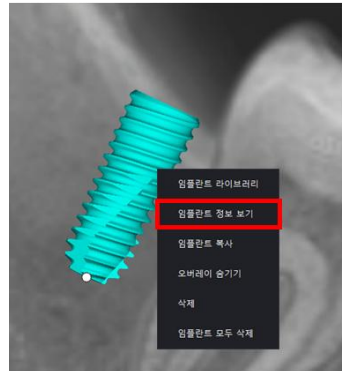 임플란트 라이브러리
임플란트 정보 보기
임플란트 복사
오버레이 숨기기
삭제
임플란트 모두 삭제